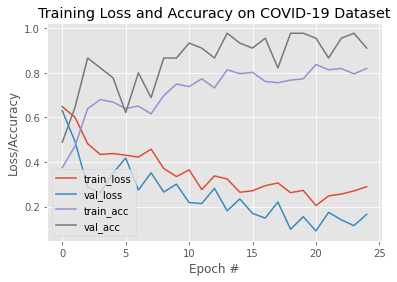 Training Loss and Accuracy on COVID-19 Dataset
Loss/Accuracy
1.0
0.8
0.6
0.4
0.2
train_loss
val_loss
train_acc
val_acc
0 5 10 15 20 25
Epoch #